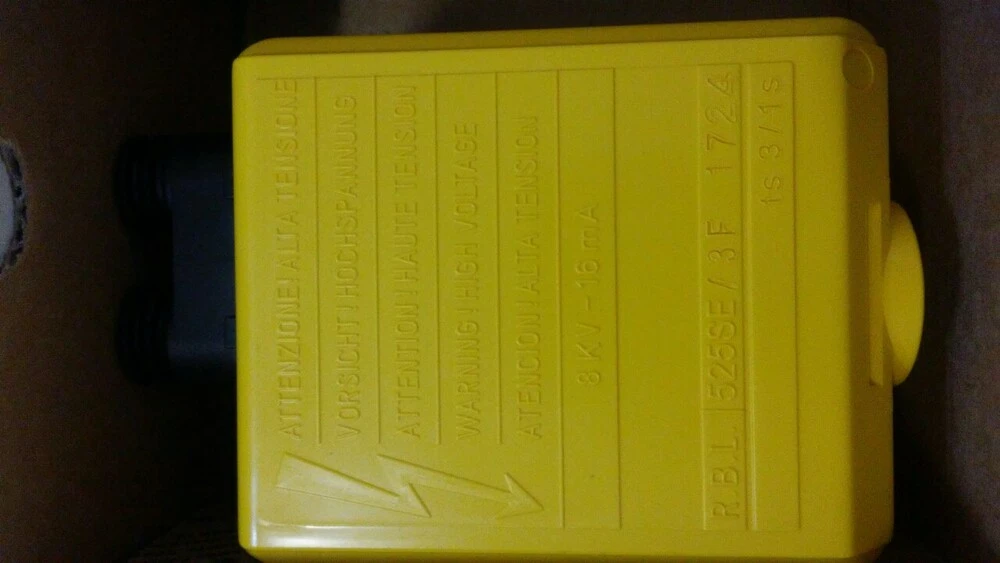 ATTENZIONE! ALTA TENSIONE
VORSICHT! HOCHSPANNUNG
ATTENTION! HAUTE TENSION
WARNING! HIGH VOLTAGE
ATENCION! ALTA TENSION
8 KV - 16 mA
R.B.L. 525SE / 3F 1724
ts 3 / 1s